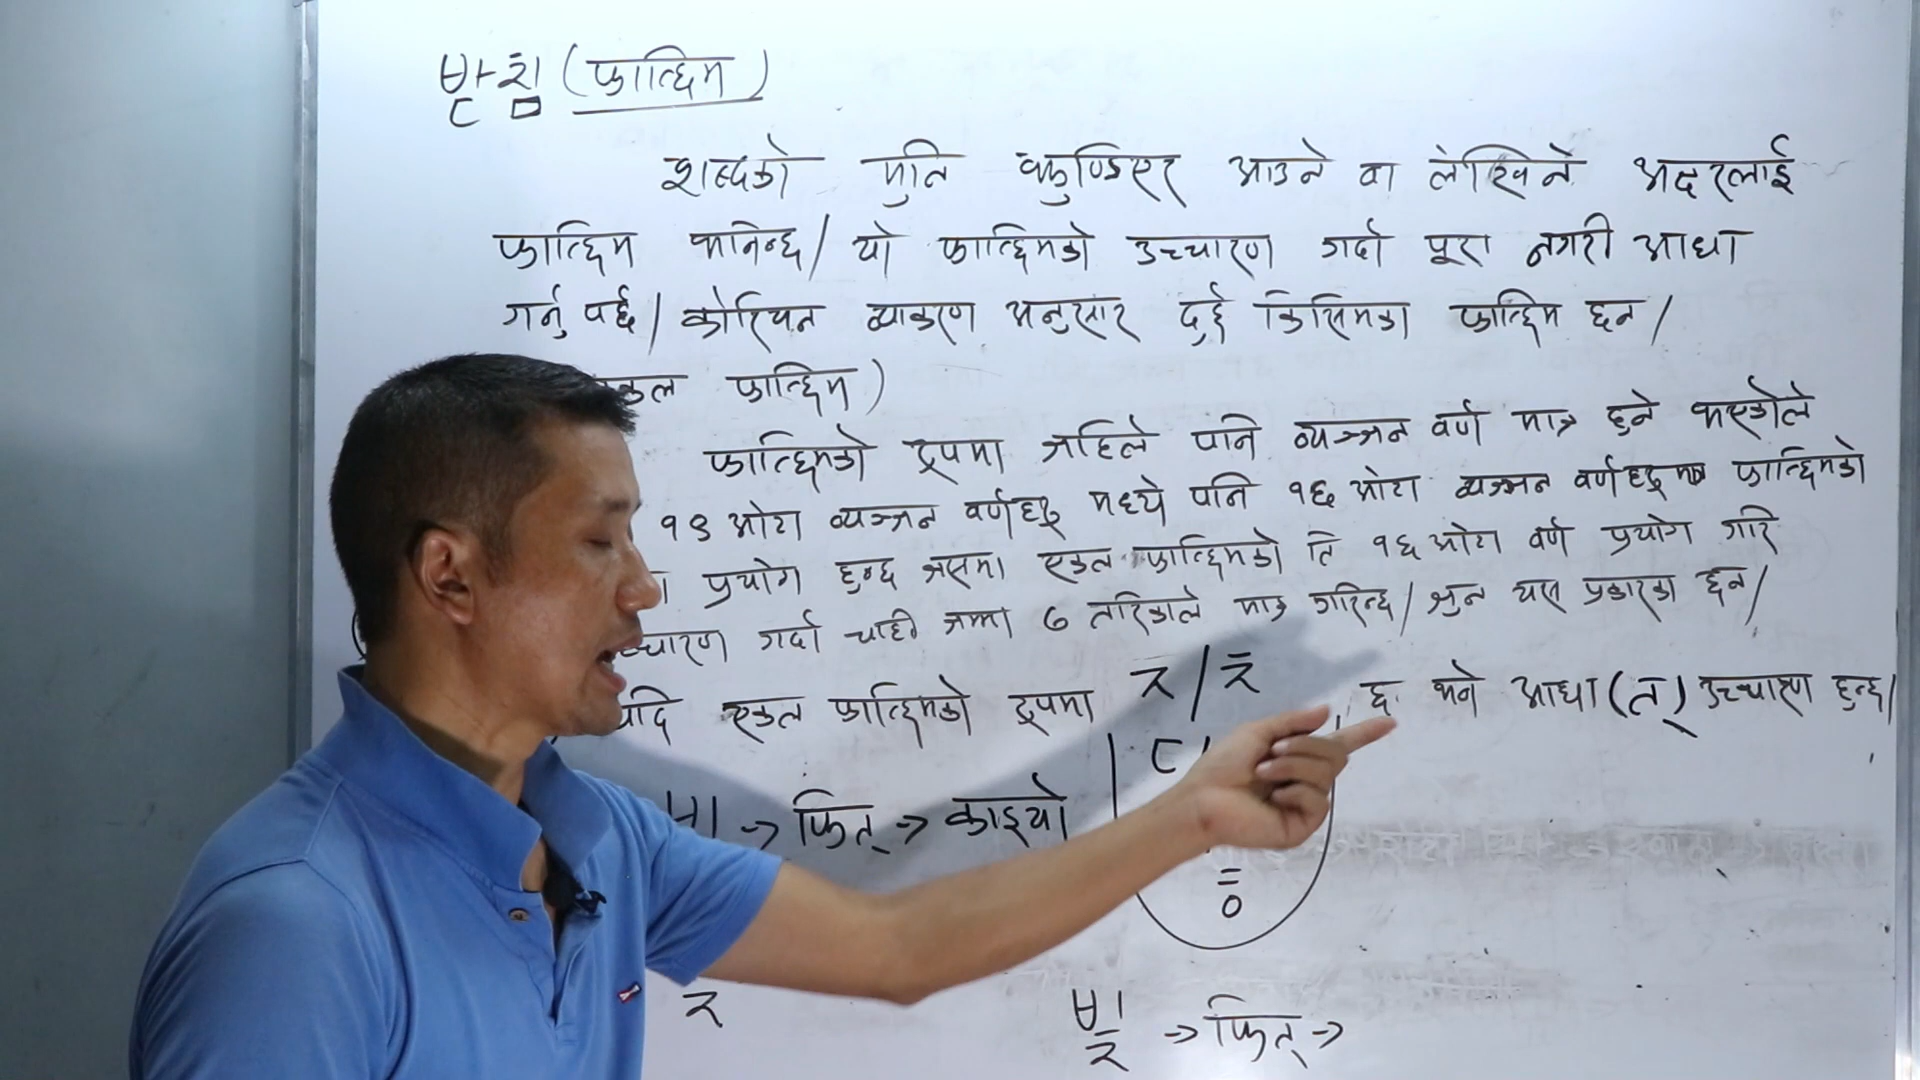 받침 (फात्छिम)
शब्दको मुनि झुण्डिएर आउने वा लेखिने अक्षरलाई
फात्छिम भनिन्छ/ यो फात्छिमको उच्चारण गर्दा पूरा नगरी आधा
गर्नु पर्छ/ कोरियन व्याकरण अनुसार दुई किसिमका फात्छिम छन/
फात्छिम)
फात्छिमको रूपमा जहिले पनि व्यञ्जन वर्ण मात्र हुने भएकोले
१९ ओटा व्यञ्जन वर्णहरू मध्ये पनि १६ ओटा व्यञ्जन वर्णहरू मात्र फात्छिमको
प्रयोग हुन्छ जसमा एकल फात्छिमको ति १६ ओटा वर्ण प्रयोग गरि
गर्दा चाहीं जम्मा ७ तरिकाले मात्र गरिन्छ/ जुन यस प्रकारका छन/
यदि एकल फात्छिमको रूपमा ㅈ/ㅊ छ भने आधा (त्) उच्चारण हुन्छ/
ㄷ
→ फित् → काइयो
ㅎ
ㅈ
빚 → फित् →